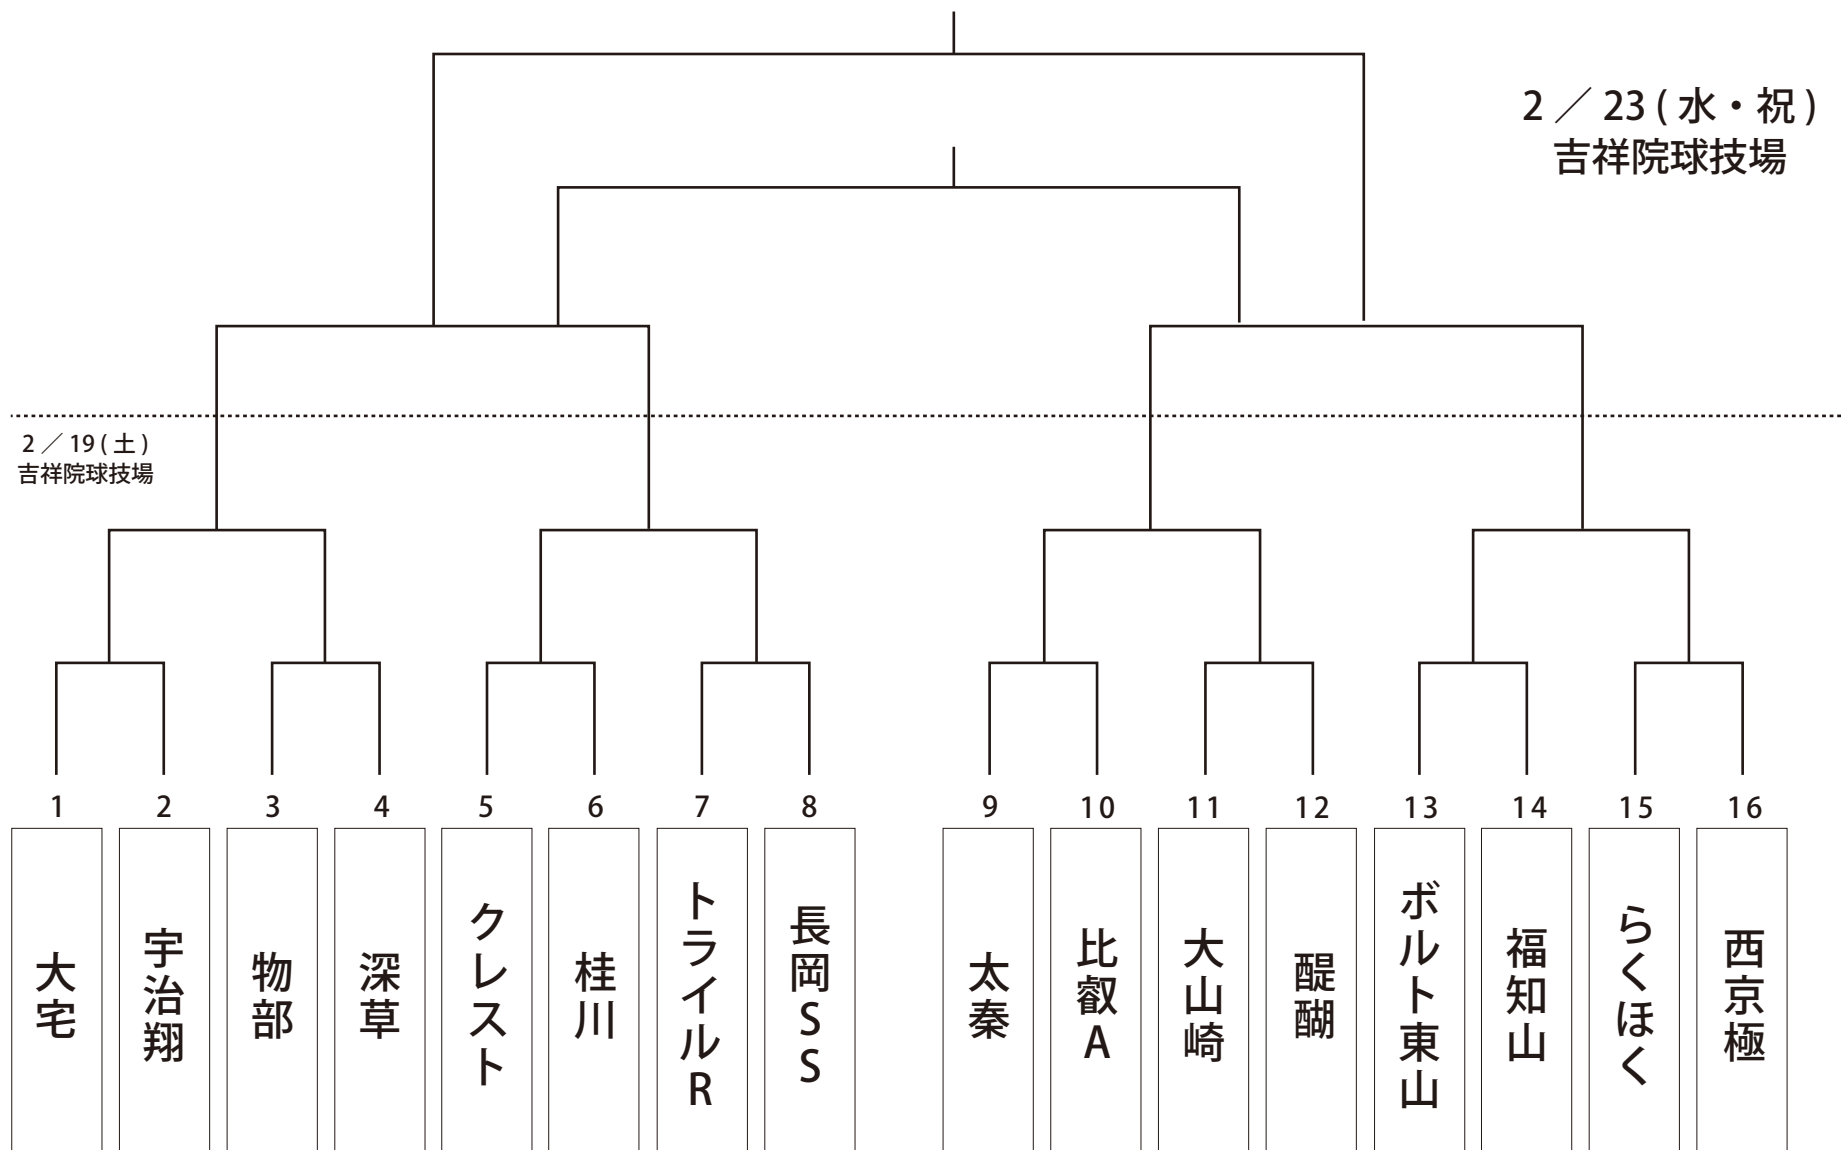 2／23(水・祝)
吉祥院球技場
2／19(土)
吉祥院球技場
1 2 3 4 5 6 7 8 9 10 11 12 13 14 15 16
大宅
宇治翔
物部
深草
クレスト
桂川
トライルR
長岡SS
太秦
比叡A
大山崎
醍醐
ボルト東山
福知山
らくほく
西京極